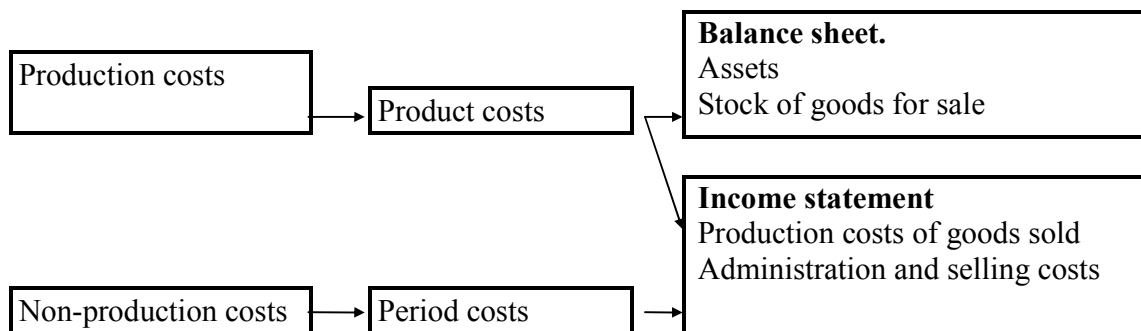 Production costs
Product costs
Balance sheet.
Assets
Stock of goods for sale
Income statement
Production costs of goods sold
Administration and selling costs
Non-production costs
Period costs